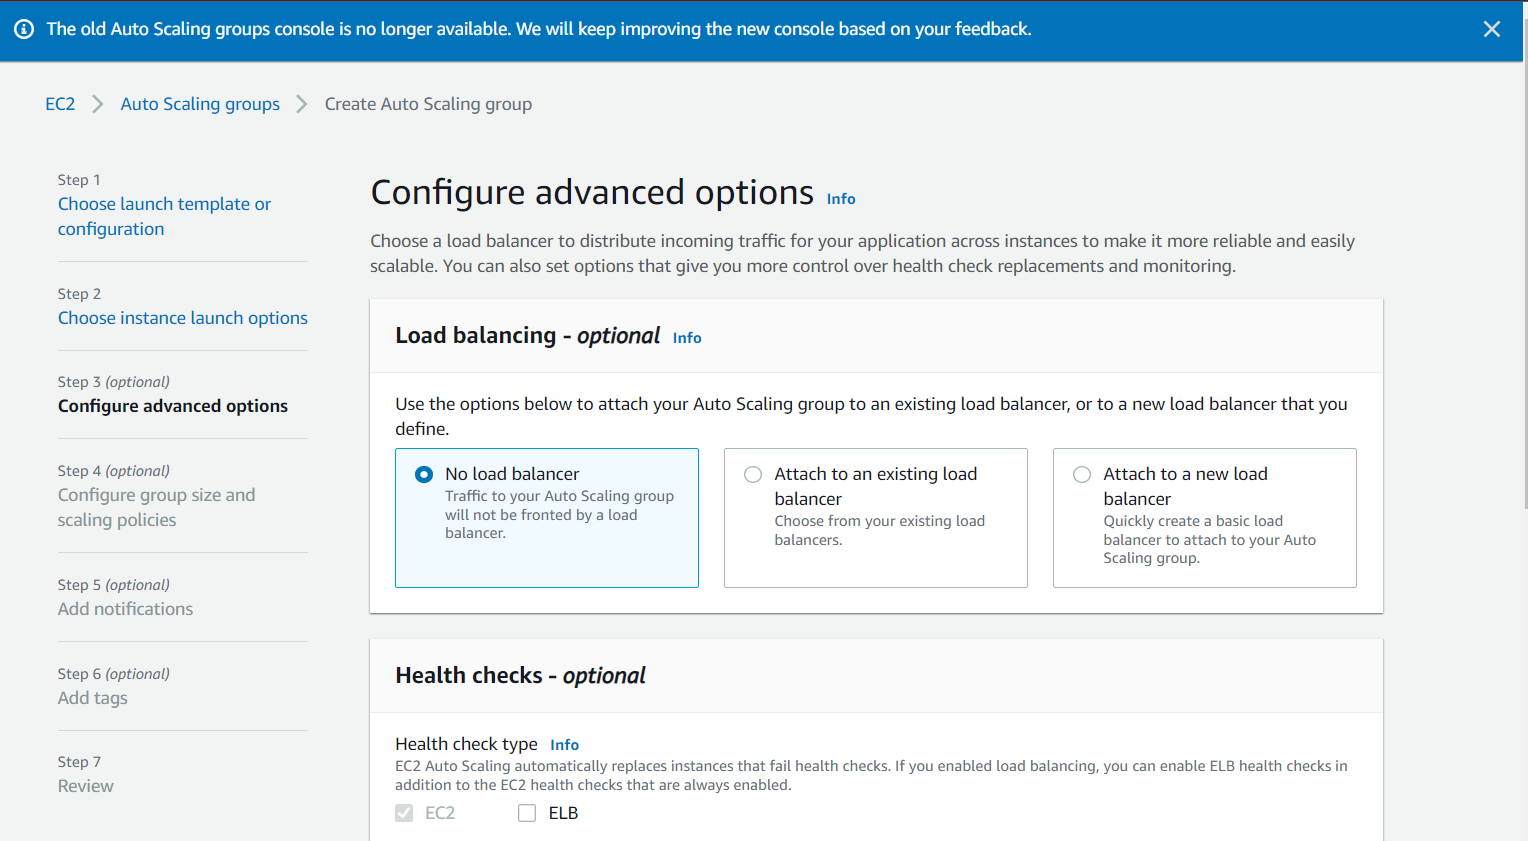 The old Auto Scaling groups console is no longer available. We will keep improving the new console based on your feedback.
EC2 > Auto Scaling groups > Create Auto Scaling group
Step 1
Choose launch template or
configuration
Step 2
Choose instance launch options
Step 3 (optional)
Configure advanced options
Step 4 (optional)
Configure group size and
scaling policies
Step 5 (optional)
Add notifications
Step 6 (optional)
Add tags
Step 7
Review
Configure advanced options Info
Choose a load balancer to distribute incoming traffic for your application across instances to make it more reliable and easily
scalable. You can also set options that give you more control over health check replacements and monitoring.
Load balancing - optional Info
Use the options below to attach your Auto Scaling group to an existing load balancer, or to a new load balancer that you
define.
No load balancer
Traffic to your Auto Scaling group
will not be fronted by a load
balancer.
Attach to an existing load
balancer
Choose from your existing load
balancers.
Attach to a new load
balancer
Quickly create a basic load
balancer to attach to your Auto
Scaling group.
Health checks - optional
Health check type Info
EC2 Auto Scaling automatically replaces instances that fail health checks. If you enabled load balancing, you can enable ELB health checks in
addition to the EC2 health checks that are always enabled.
EC2 ELB